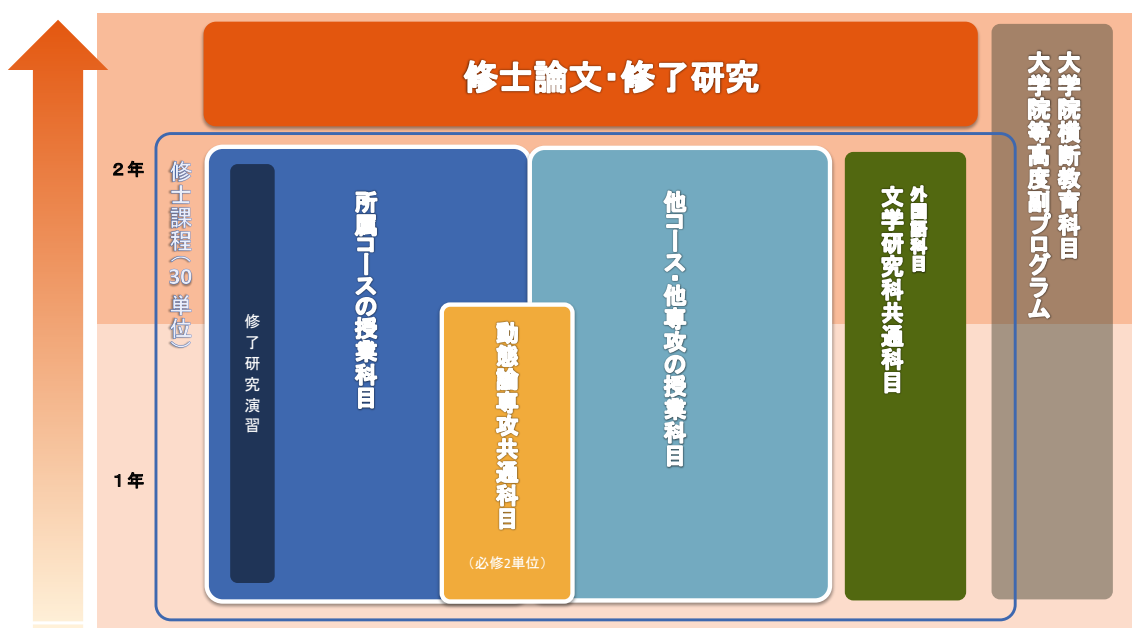 修士論文・修了研究
2年
1年
修士課程（30単位）
修了研究演習
所属コースの授業科目
動態論専攻共通科目
（必修2単位）
他コース・他専攻の授業科目
外国語科目
文学研究科共通科目
大学院横断教育科目
大学院等高度副プログラム